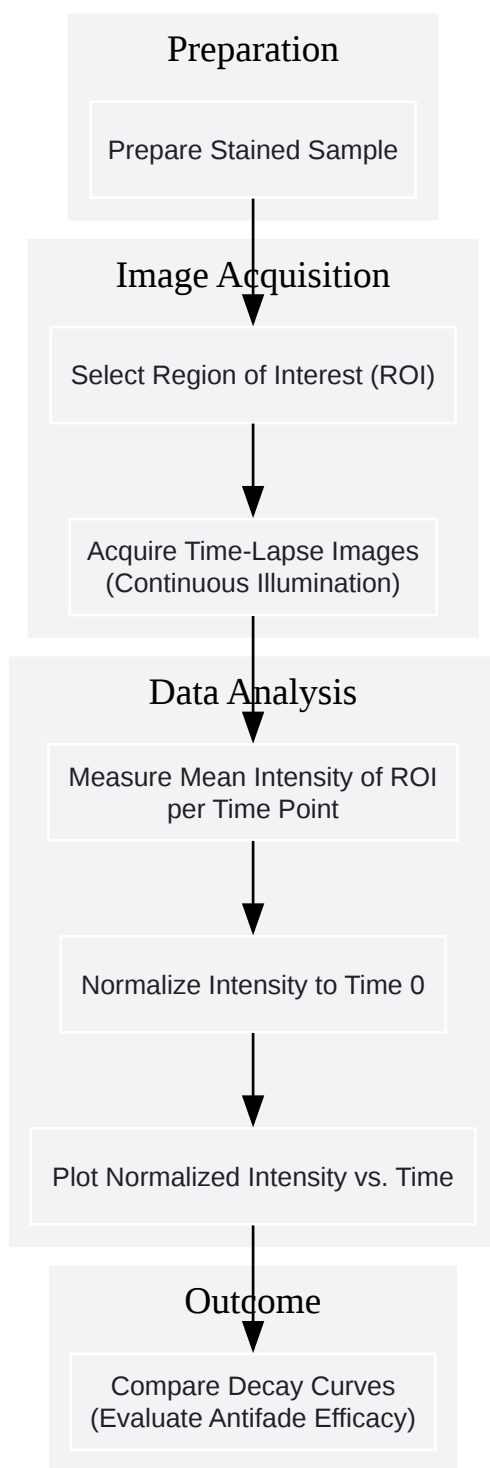 Preparation
Prepare Stained Sample
Image Acquisition
Select Region of Interest (ROI)
Acquire Time-Lapse Images
(Continuous Illumination)
Data Analysis
Measure Mean Intensity of ROI
per Time Point
Normalize Intensity to Time 0
Plot Normalized Intensity vs. Time
Outcome
Compare Decay Curves
(Evaluate Antifade Efficacy)